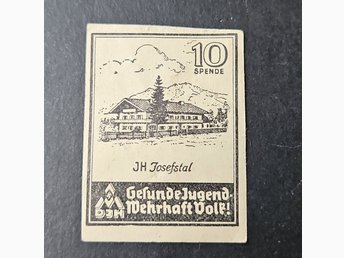 10
SPENDE
JH Josefstal
DJH
Gesunde Jugend
Wehrhaft Volk!